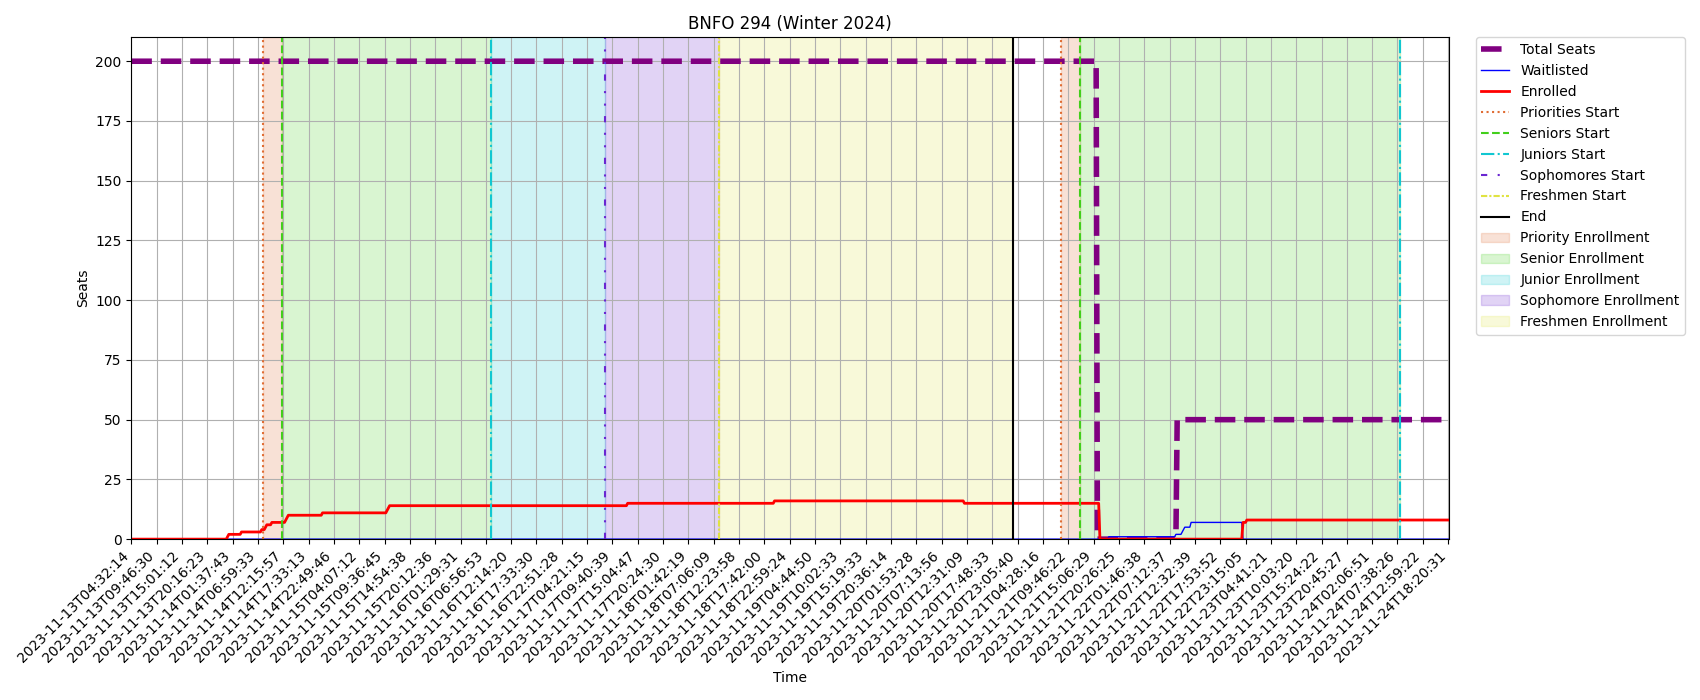 BNFO 294 (Winter 2024)
Total Seats
Waitlisted
Enrolled
Priorities Start
Seniors Start
Juniors Start
Sophomores Start
Freshmen Start
End
Priority Enrollment
Senior Enrollment
Junior Enrollment
Sophomore Enrollment
Freshmen Enrollment
Seats
200
175
150
125
100
75
50
25
0
2023-11-13T04:32:14
2023-11-13T09:46:30
2023-11-13T15:01:12
2023-11-13T20:16:23
2023-11-14T01:37:43
2023-11-14T06:59:33
2023-11-14T12:15:57
2023-11-14T17:33:13
2023-11-14T22:49:46
2023-11-15T04:07:12
2023-11-15T09:36:45
2023-11-15T14:54:38
2023-11-15T20:12:36
2023-11-16T01:29:31
2023-11-16T06:56:53
2023-11-16T12:14:20
2023-11-16T17:33:30
2023-11-16T22:51:28
2023-11-17T04:21:15
2023-11-17T09:40:39
2023-11-17T15:04:47
2023-11-17T20:24:30
2023-11-18T01:42:19
2023-11-18T07:06:09
2023-11-18T12:23:58
2023-11-18T17:42:00
2023-11-18T22:59:24
2023-11-19T04:44:50
2023-11-19T10:02:33
2023-11-19T15:19:33
2023-11-19T20:36:14
2023-11-20T01:53:28
2023-11-20T07:13:56
2023-11-20T12:31:09
2023-11-20T17:48:33
2023-11-20T23:05:40
2023-11-21T04:28:16
2023-11-21T09:46:22
2023-11-21T15:06:29
2023-11-21T20:26:25
2023-11-22T01:46:38
2023-11-22T07:12:37
2023-11-22T12:32:39
2023-11-22T17:53:52
2023-11-22T23:15:05
2023-11-23T04:41:23
2023-11-23T10:03:20
2023-11-23T15:24:22
2023-11-23T20:45:27
2023-11-24T02:06:51
2023-11-24T07:38:26
2023-11-24T12:59:22
2023-11-24T18:20:31
Time